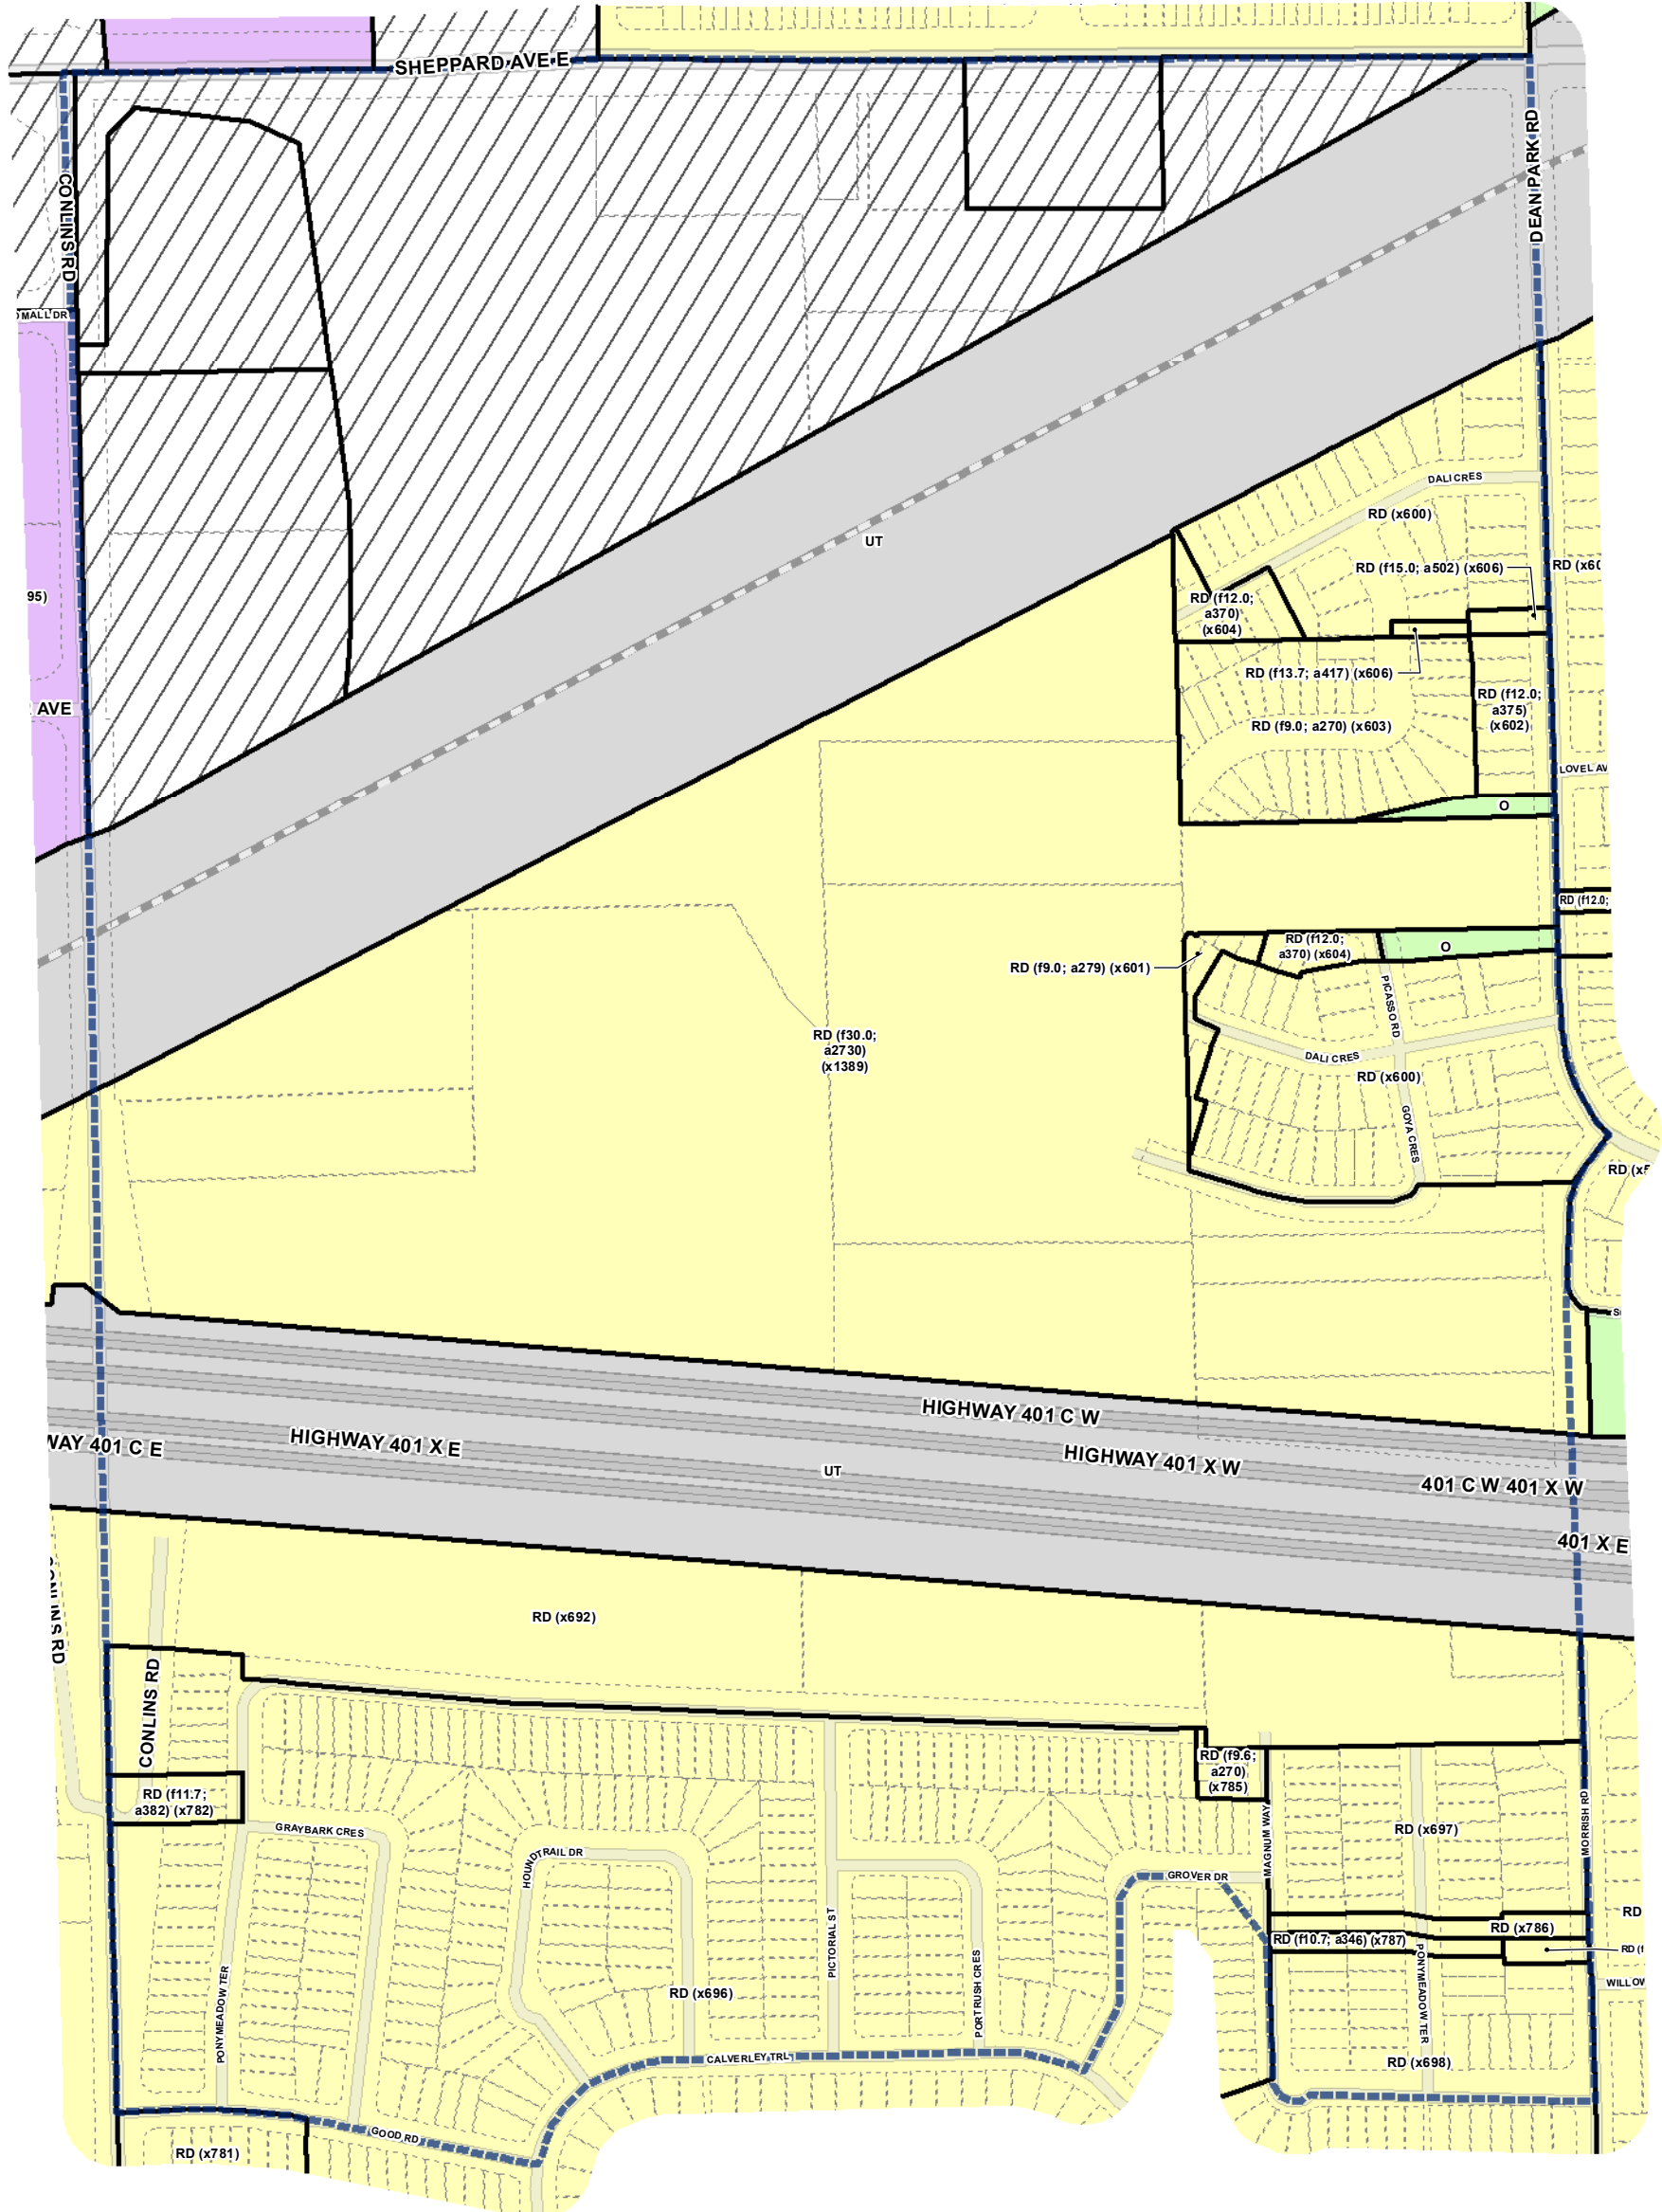 SHEPPARD AVE E
DEAN PARK RD
CONLINS RD
MALL DR
DALI CRES
RD (x600)
UT
RD (f15.0; a502) (x606)
RD (x60
95)
RD (f12.0;
a370)
(x604)
RD (f13.7; a417) (x606)
RD (f12.0;
a375)
(x602)
AVE
RD (f9.0; a270) (x603)
LOVEL AV
O
RD (f12.0;
RD (f12.0;
a370) (x604)
O
RD (f9.0; a279) (x601)
PICASSO RD
RD (f30.0;
a2730)
(x1389)
DALI CRES
RD (x600)
GOYA CRES
RD (x5
HIGHWAY 401 C W
HIGHWAY 401 X E
WAY 401 C E
HIGHWAY 401 X W
UT
401 C W 401 X W
401 X E
CONLINS RD
RD (x692)
CONLINS RD
RD (f9.6;
a270)
(x785)
RD (f11.7;
a382) (x782)
GRAYBARK CRES
RD (x697)
MORRISH RD
MAGNUM WAY
HOUNDTRAIL DR
GROVER DR
RD
RD (x786)
RD (f10.7; a346) (x787)
RD (f
PICTORIAL ST
PORTRUSH CRES
PONYMEADOW TER
WILLOW
RD (x696)
PONYMEADOW TER
CALVERLEY TRL
RD (x698)
GOOD RD
RD (x781)